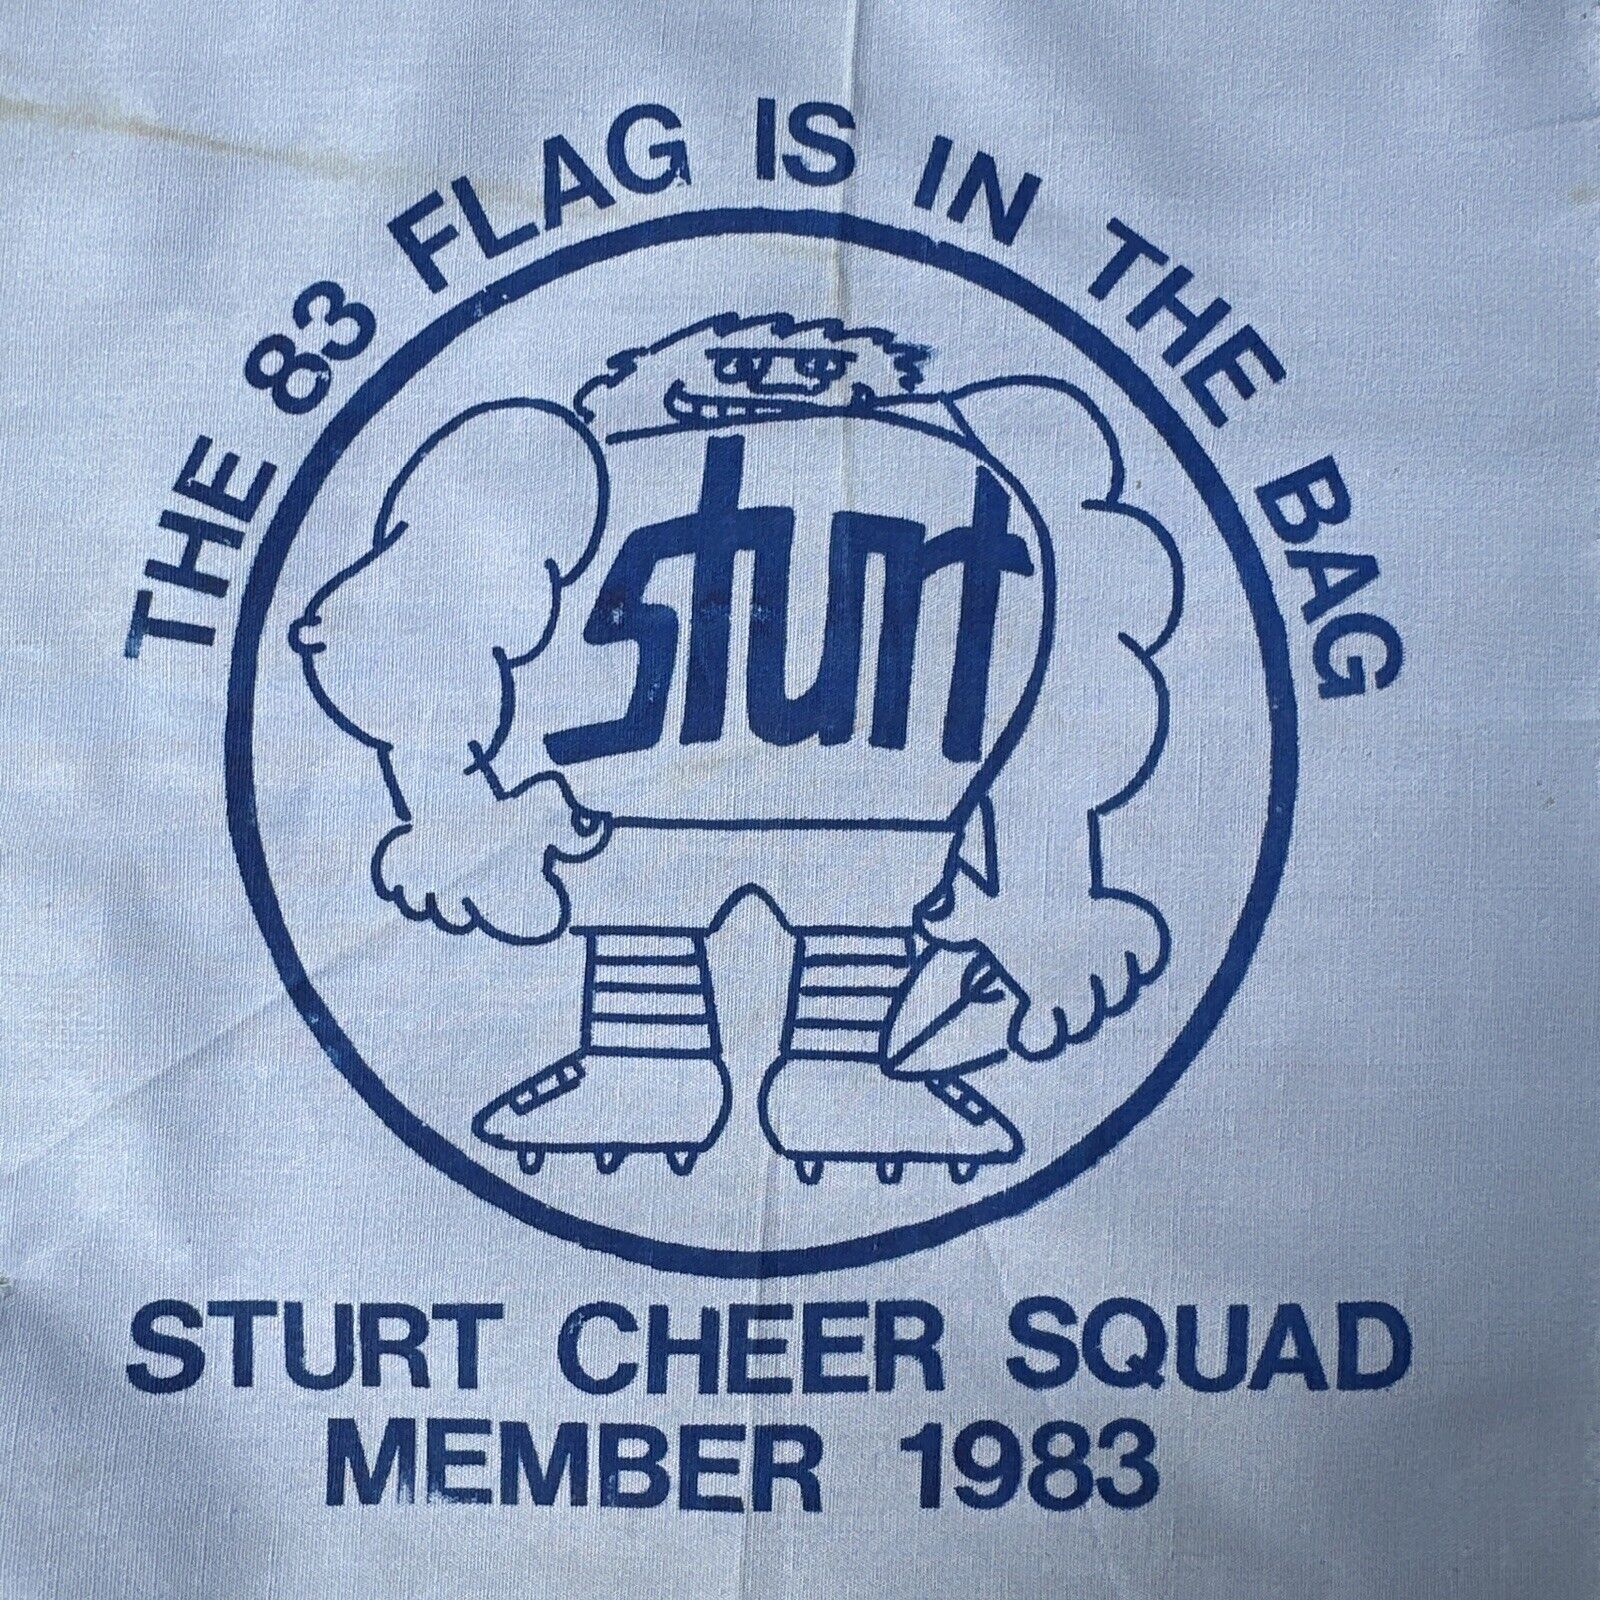 THE 83 FLAG IS IN THE BAG
sturt
STURT CHEER SQUAD
MEMBER 1983